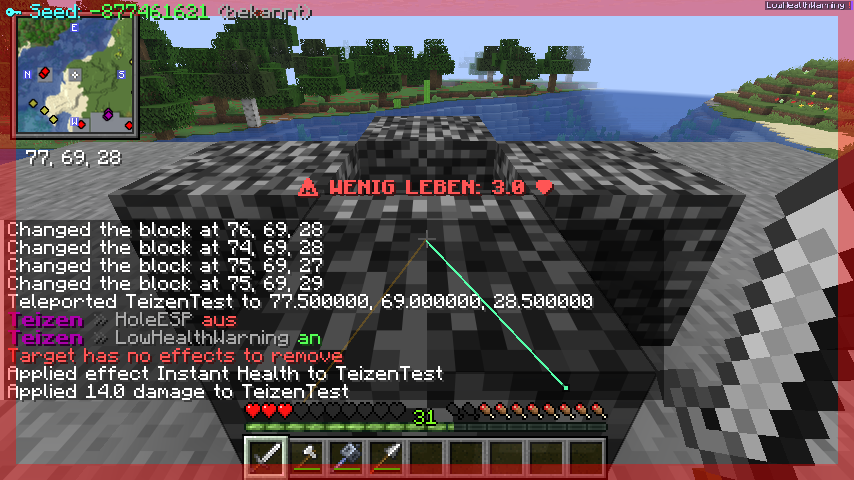 Seed: -877461621 (bekannt)
LowHealthWarning
E
N
S
W
77, 69, 28
⚠ WENIG LEBEN: 3.0 ❤
Changed the block at 76, 69, 28
Changed the block at 74, 69, 28
Changed the block at 75, 69, 27
Changed the block at 75, 69, 29
Teleported TeizenTest to 77.500000, 69.000000, 28.500000
Teizen » HoleESP aus
Teizen » LowHealthWarning an
Target has no effects to remove
Applied effect Instant Health to TeizenTest
Applied 14.0 damage to TeizenTest
31